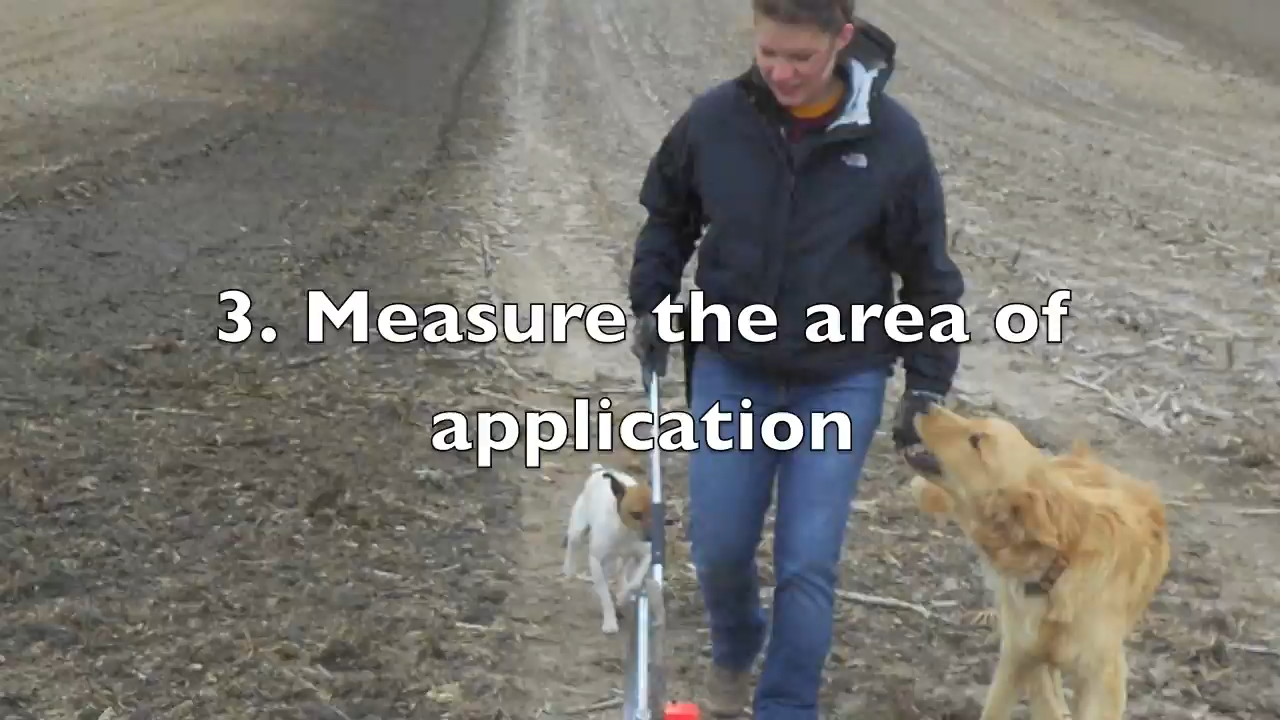 3. Measure the area of
application